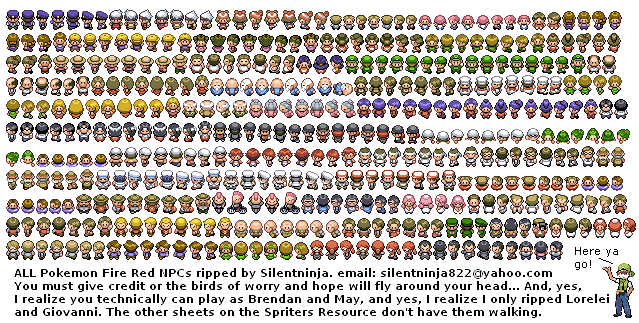 Here ya
go!
ALL Pokemon Fire Red NPCs ripped by Silentninja. email: silentninja822@yahoo.com
You must give credit or the birds of worry and hope will fly around your head... And, yes,
I realize you technically can play as Brendan and May, and yes, I realize I only ripped Lorelei
and Giovanni. The other sheets on the Spriters Resource don't have them walking.